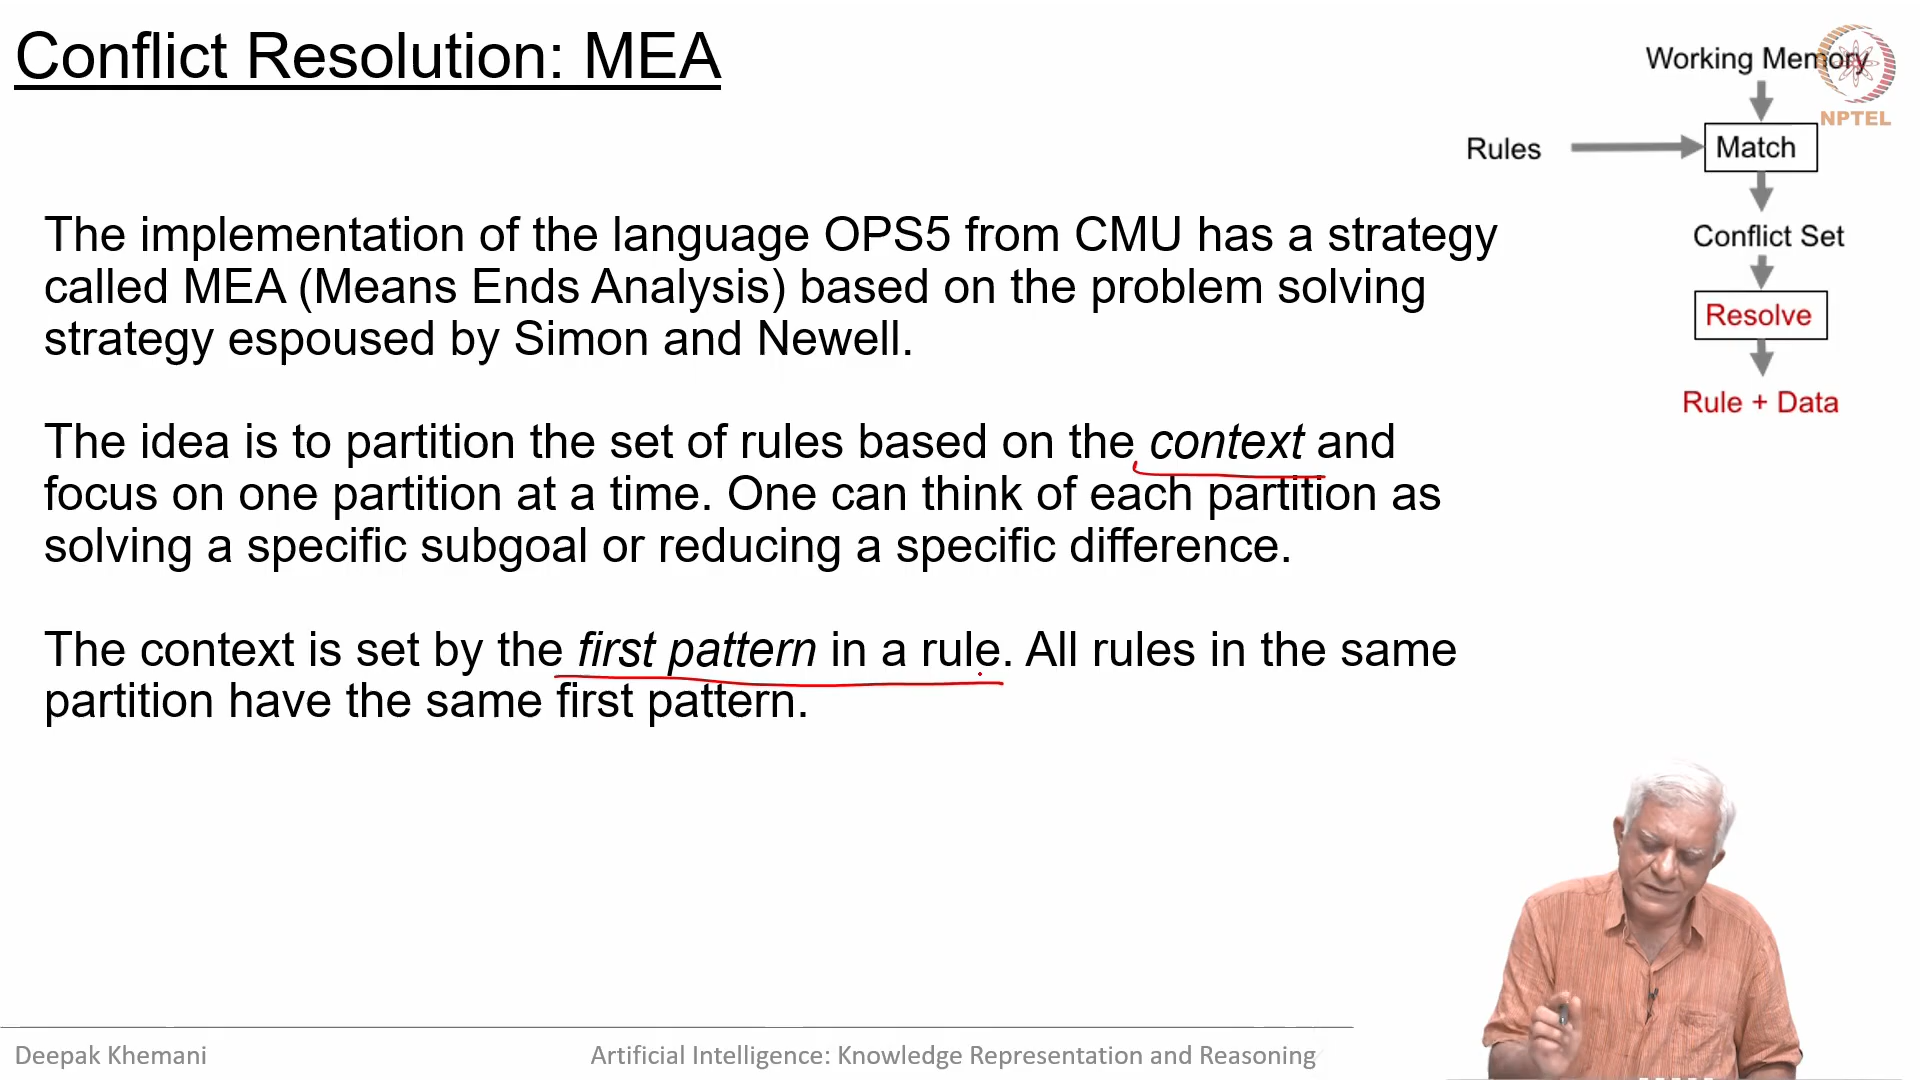 Conflict Resolution: MEA
Working Memory
NPTEL
Rules
Match
Conflict Set
Resolve
Rule + Data
The implementation of the language OPS5 from CMU has a strategy
called MEA (Means Ends Analysis) based on the problem solving
strategy espoused by Simon and Newell.
The idea is to partition the set of rules based on the context and
focus on one partition at a time. One can think of each partition as
solving a specific subgoal or reducing a specific difference.
The context is set by the first pattern in a rule. All rules in the same
partition have the same first pattern.
Deepak Khemani
Artificial Intelligence: Knowledge Representation and Reasoning